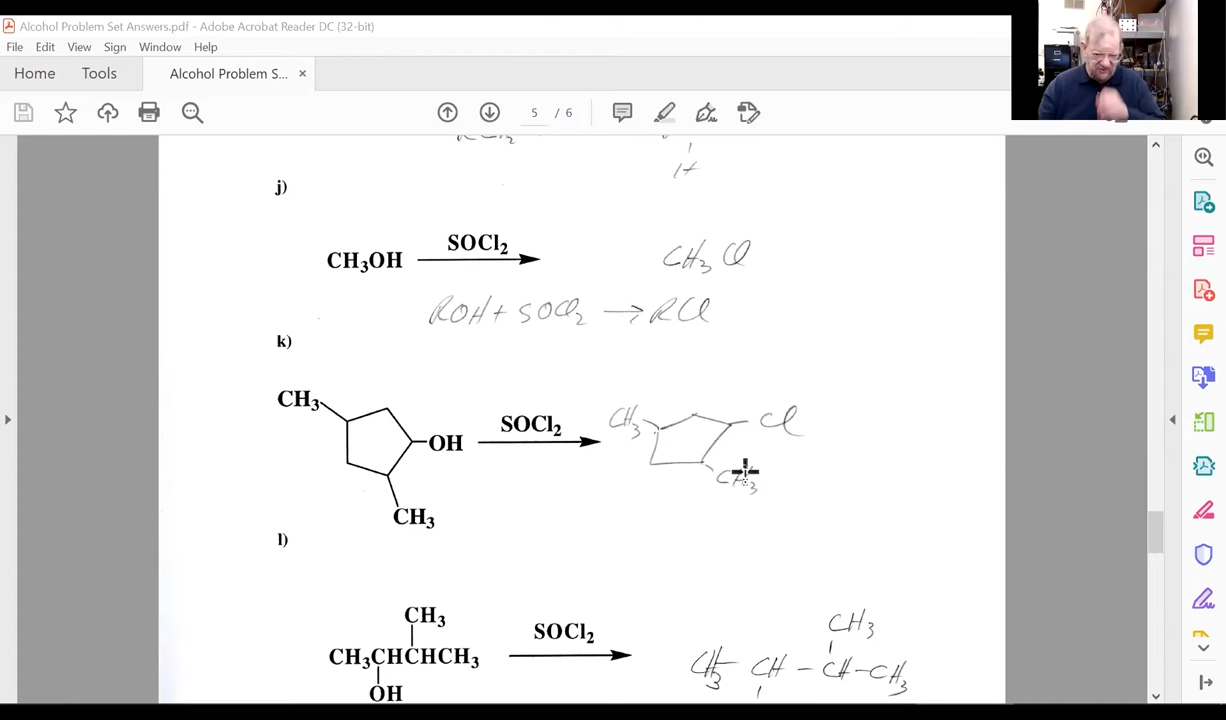 Alcohol Problem Set Answers.pdf - Adobe Acrobat Reader DC (32-bit)
File Edit View Sign Window Help
Home Tools Alcohol Problem S... ×
5 / 6
H
j)
CH₃OH SOCl₂ CH₃Cl
ROH + SOCl₂ → RCl
k)
CH₃ OH CH₃ SOCl₂ CH₃ Cl CH₃
l)
CH₃ SOCl₂ CH₃
CH₃CHCHCH₃ CH₃ - CH - CH - CH₃
OH